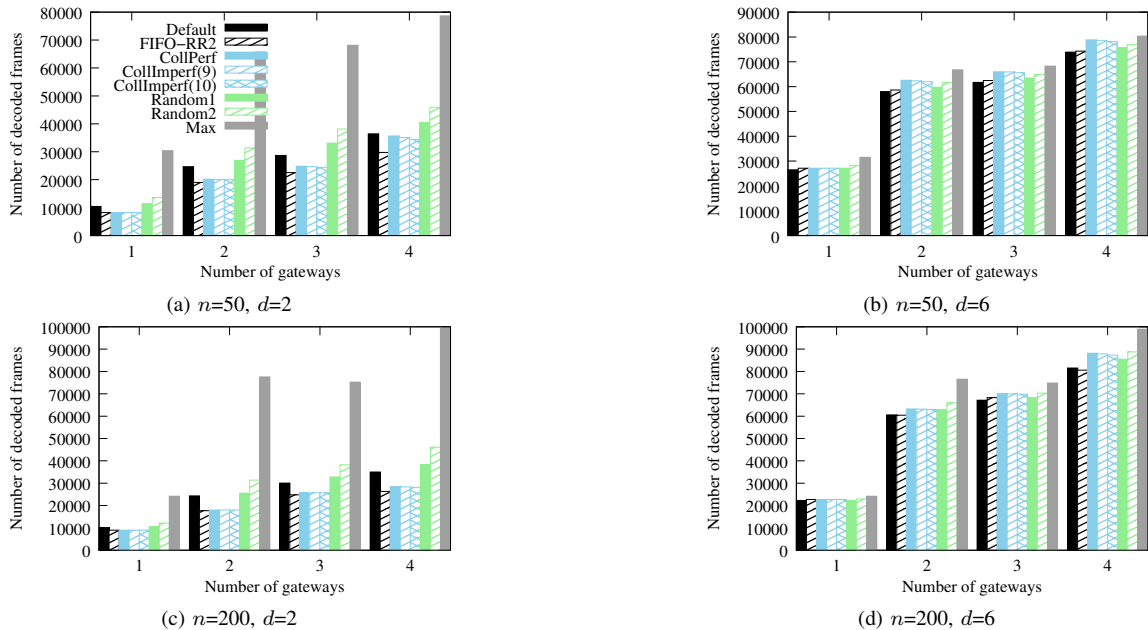 Number of decoded frames
80000
70000
60000
50000
40000
30000
20000
10000
0
Default
FIFO-RR2
CollPerf
CollImperf(9)
CollImperf(10)
Random1
Random2
Max
1 2 3 4
Number of gateways
(a) n=50, d=2
Number of decoded frames
90000
80000
70000
60000
50000
40000
30000
20000
10000
0
1 2 3 4
Number of gateways
(b) n=50, d=6
Number of decoded frames
100000
90000
80000
70000
60000
50000
40000
30000
20000
10000
0
1 2 3 4
Number of gateways
(c) n=200, d=2
Number of decoded frames
100000
90000
80000
70000
60000
50000
40000
30000
20000
10000
0
1 2 3 4
Number of gateways
(d) n=200, d=6